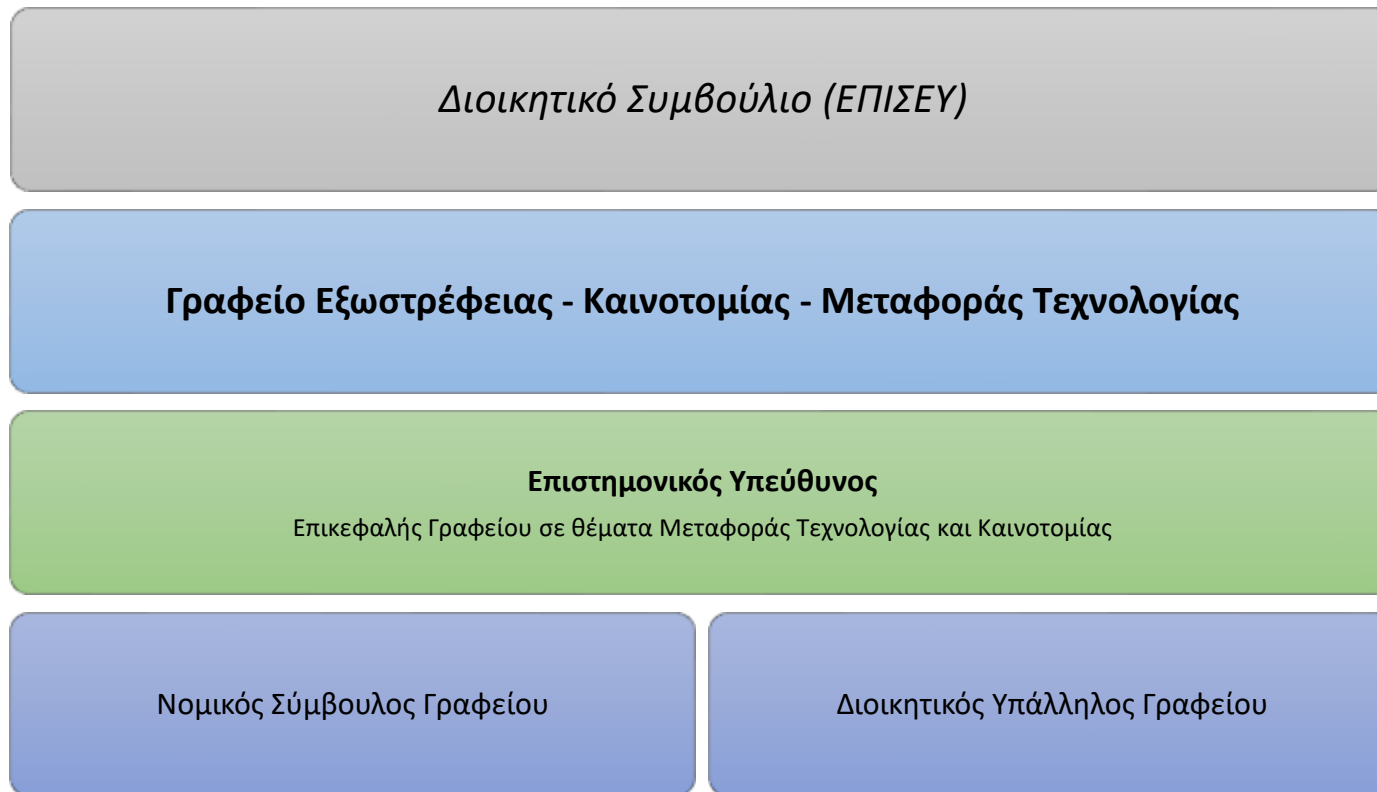 Διοικητικό Συμβούλιο (ΕΠΙΣΕΥ)
Γραφείο Εξωστρέφειας - Καινοτομίας - Μεταφοράς Τεχνολογίας
Επιστημονικός Υπεύθυνος
Επικεφαλής Γραφείου σε θέματα Μεταφοράς Τεχνολογίας και Καινοτομίας
Νομικός Σύμβουλος Γραφείου
Διοικητικός Υπάλληλος Γραφείου